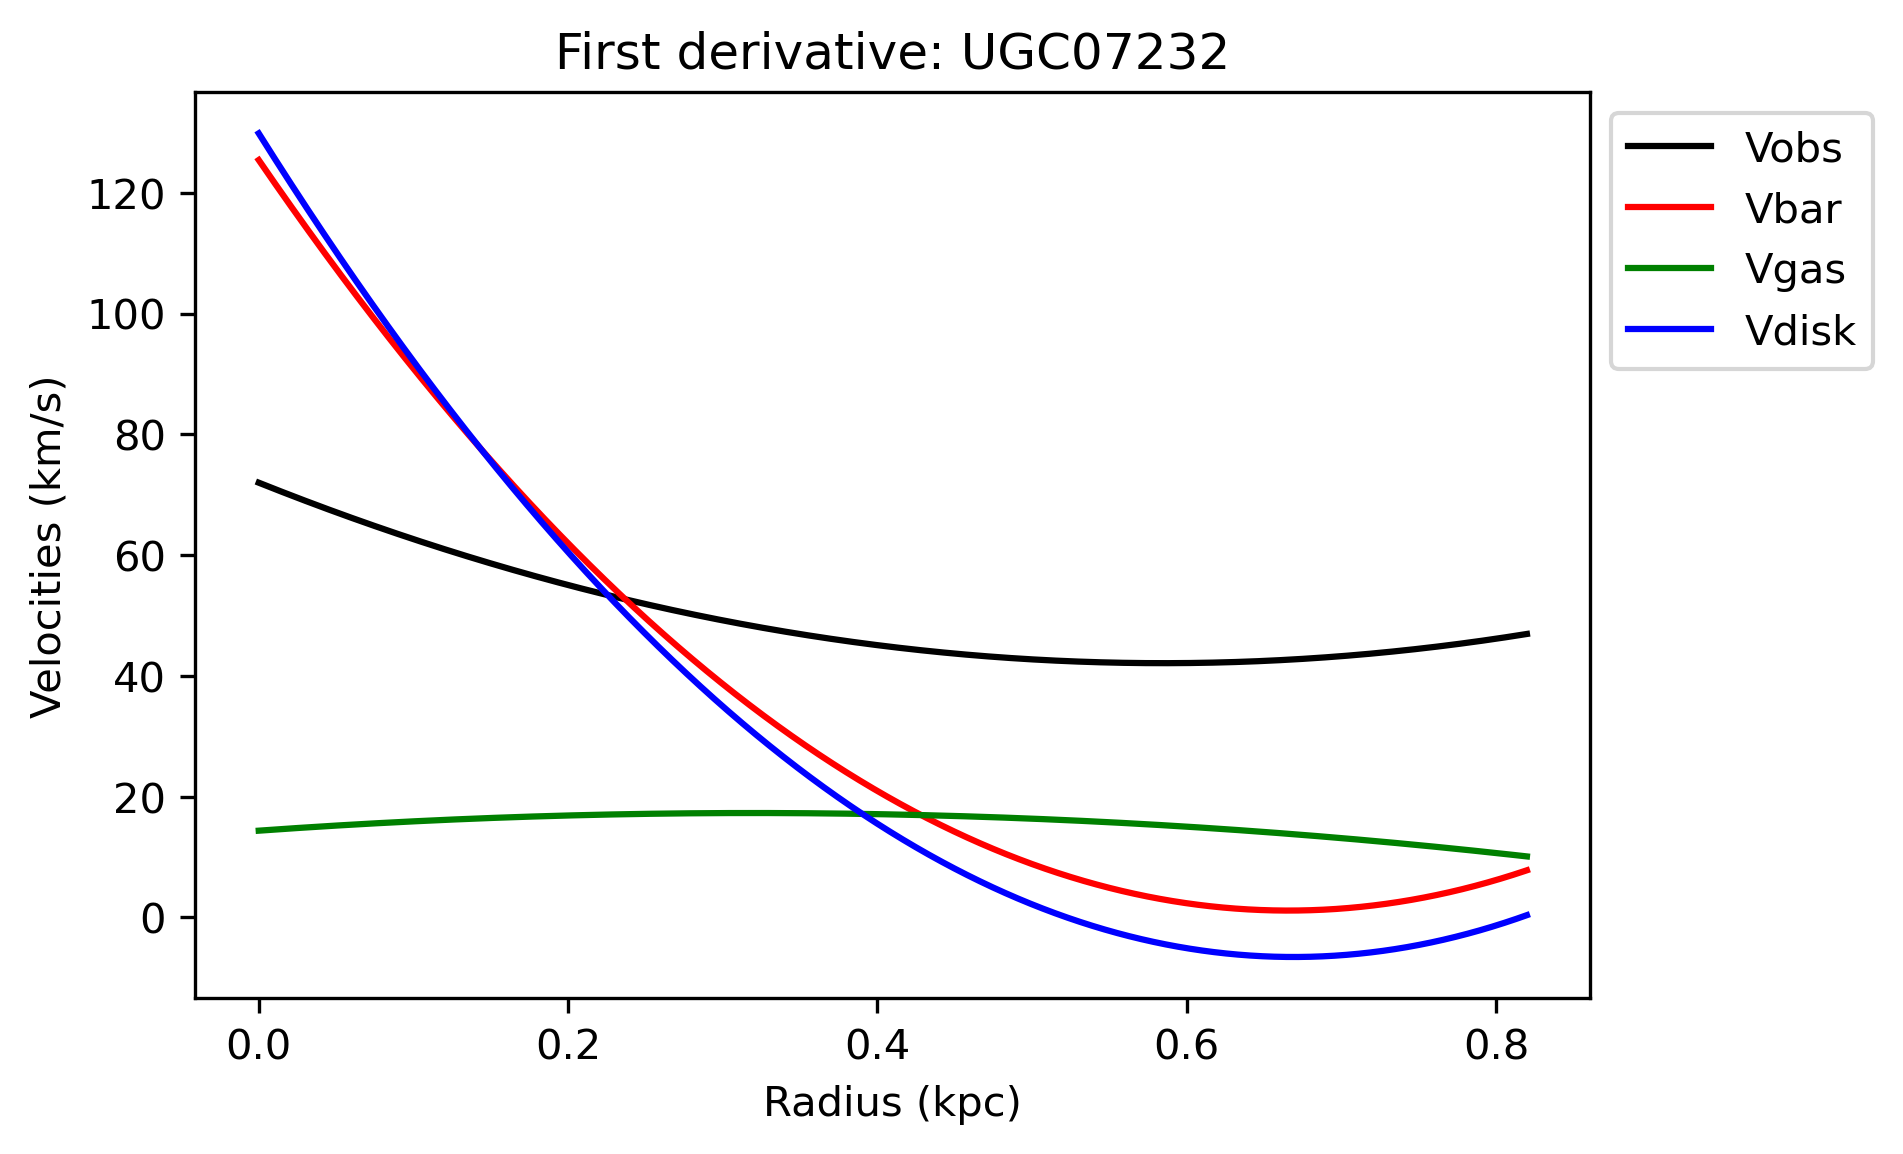 First derivative: UGC07232
Vobs
Vbar
Vgas
Vdisk
Velocities (km/s)
120
100
80
60
40
20
0
0.0
0.2
0.4
0.6
0.8
Radius (kpc)